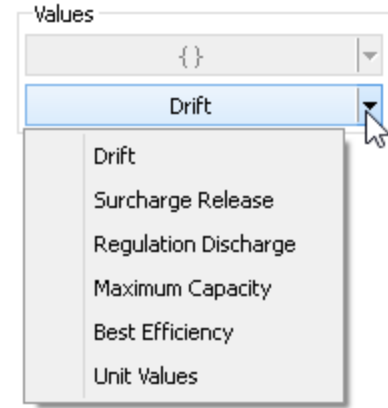 Values
{}
Drift
Drift
Surcharge Release
Regulation Discharge
Maximum Capacity
Best Efficiency
Unit Values